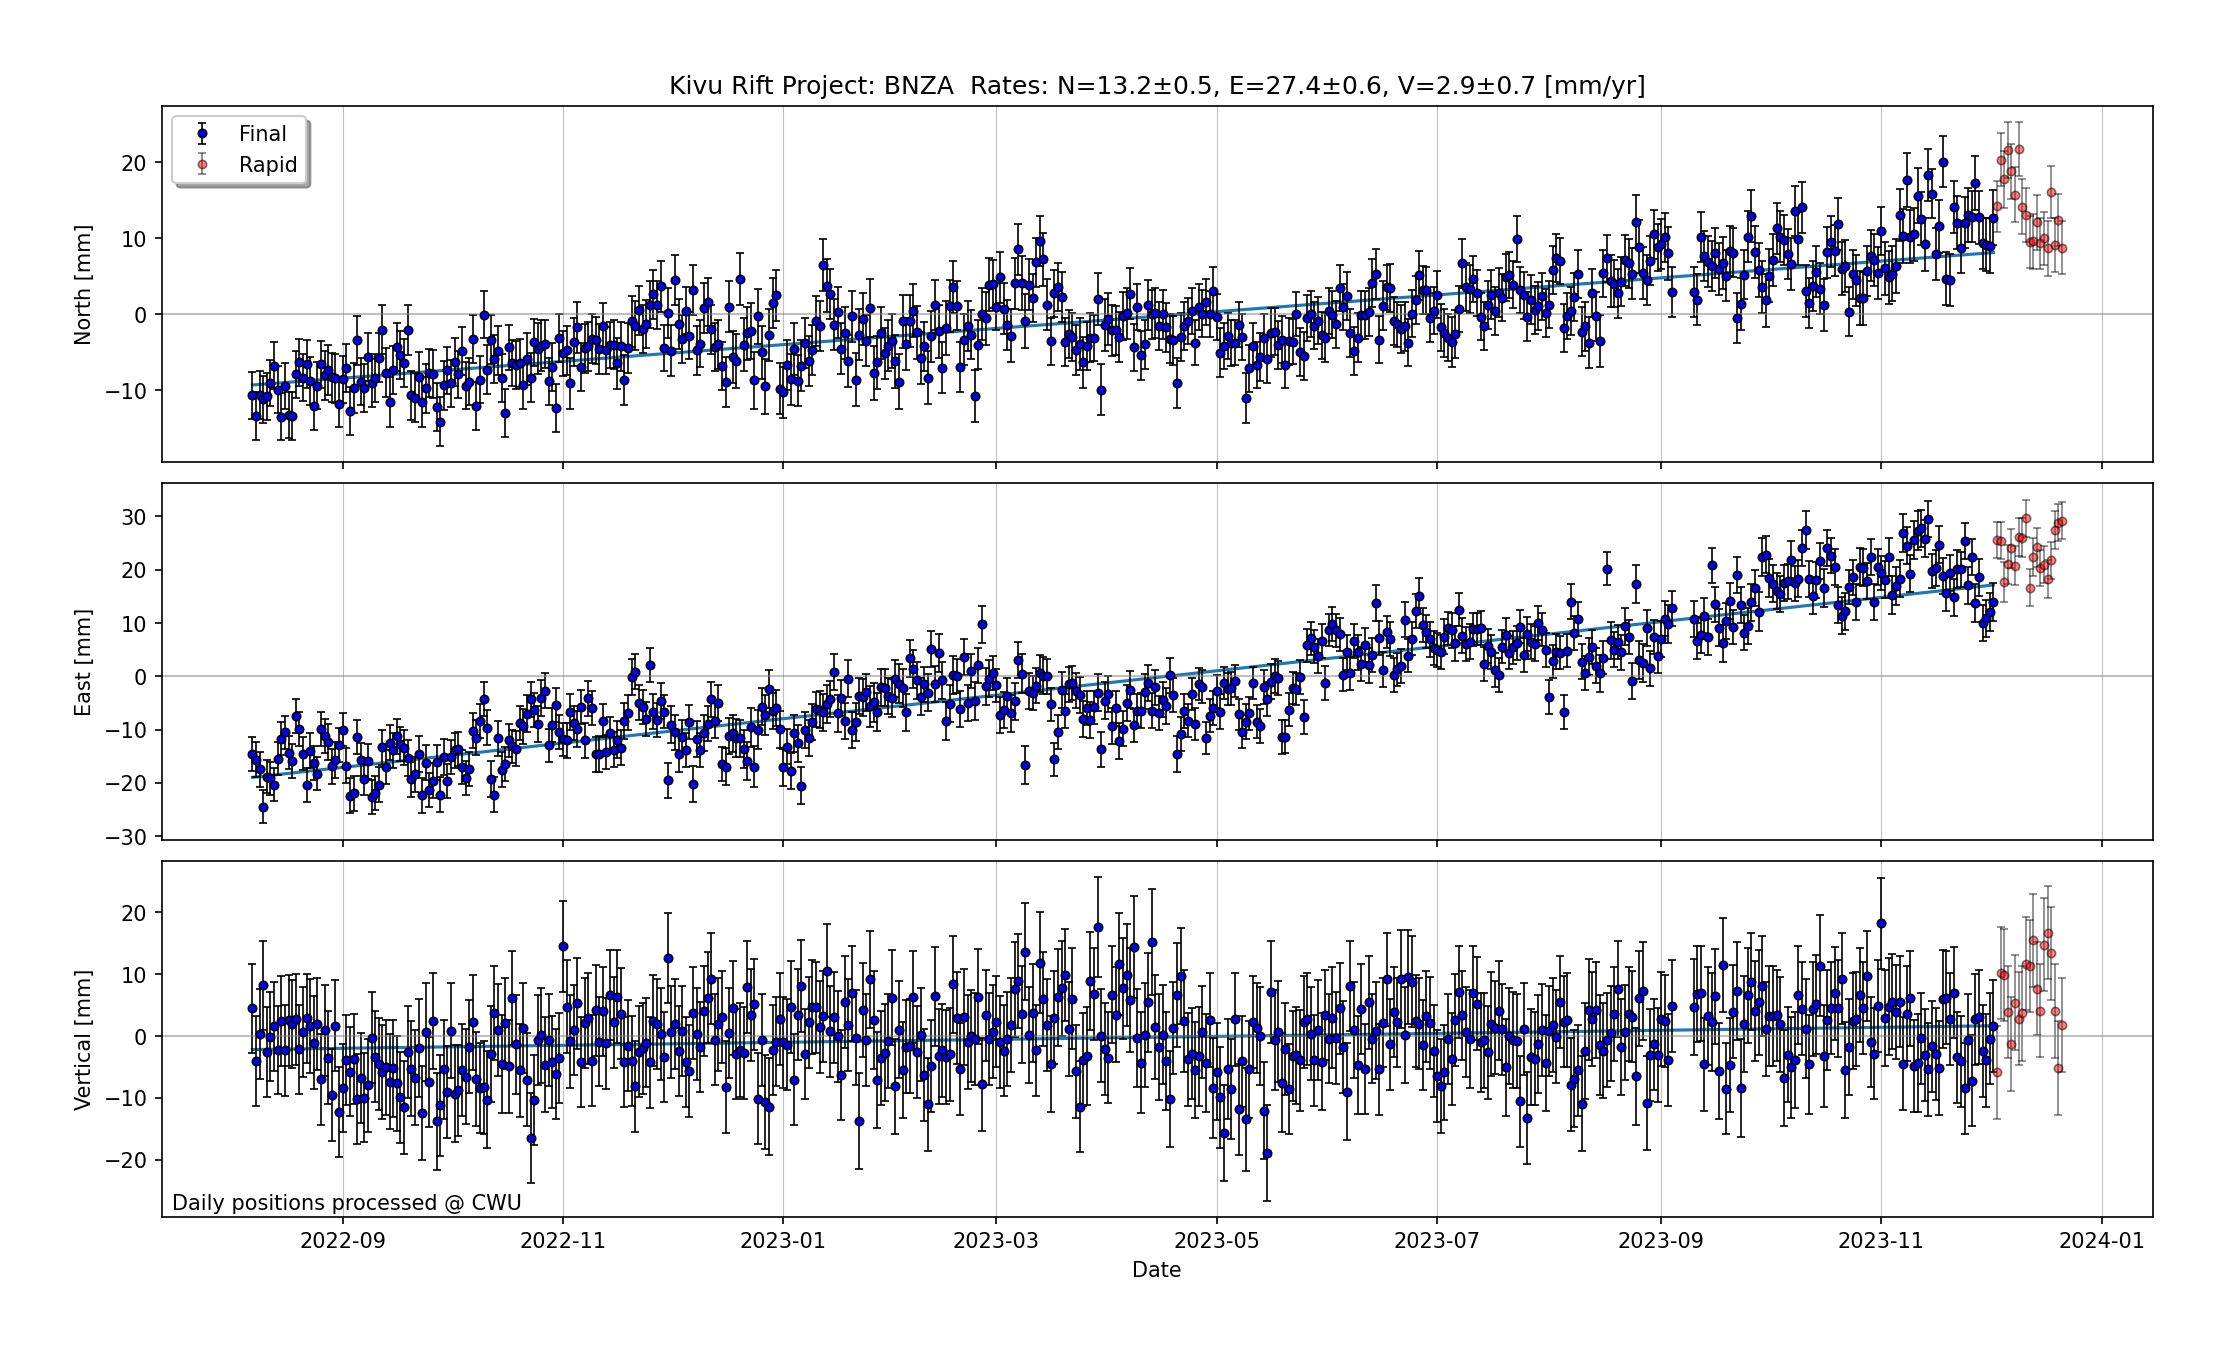 Kivu Rift Project: BNZA  Rates: N=13.2±0.5, E=27.4±0.6, V=2.9±0.7 [mm/yr]
Final
Rapid
North [mm]
20
10
0
−10
East [mm]
30
20
10
0
−10
−20
−30
Vertical [mm]
20
10
0
−10
−20
Daily positions processed @ CWU
2022-09 2022-11 2023-01 2023-03 2023-05 2023-07 2023-09 2023-11 2024-01
Date